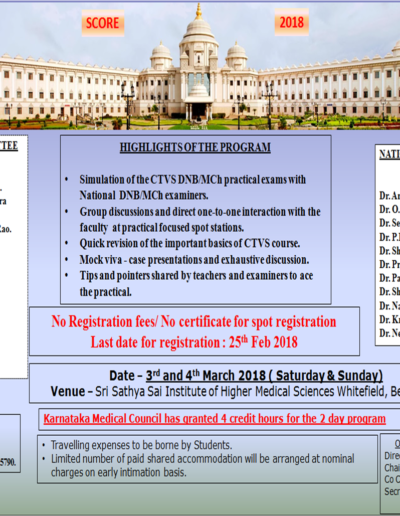 SCORE
2018
TTEE
NATI
HIGHLIGHTS OF THE PROGRAM
• Simulation of the CTVS DNB/MCh practical exams with
National DNB/MCh examiners.
• Group discussions and direct one-to-one interaction with the
faculty at practical focused spot stations.
• Quick revision of the important basics of CTVS course.
• Mock viva - case presentations and exhaustive discussion.
• Tips and pointers shared by teachers and examiners to ace
the practical.
ra
Rao.
Dr. An
Dr. O.
Dr. Se
Dr. P.I
Dr. Sh
Dr. Pr
Dr. Pa
Dr. Sh
Dr. Na
Dr. Ka
Dr. Ne
No Registration fees/ No certificate for spot registration
Last date for registration : 25th Feb 2018
Date – 3rd and 4th March 2018 ( Saturday & Sunday)
Venue – Sri Sathya Sai Institute of Higher Medical Sciences Whitefield, Be
Karnataka Medical Council has granted 4 credit hours for the 2 day program
5790.
• Travelling expenses to be borne by Students.
• Limited number of paid shared accommodation will be arranged at nominal
charges on early intimation basis.
O
Direc
Chai
Co C
Secr